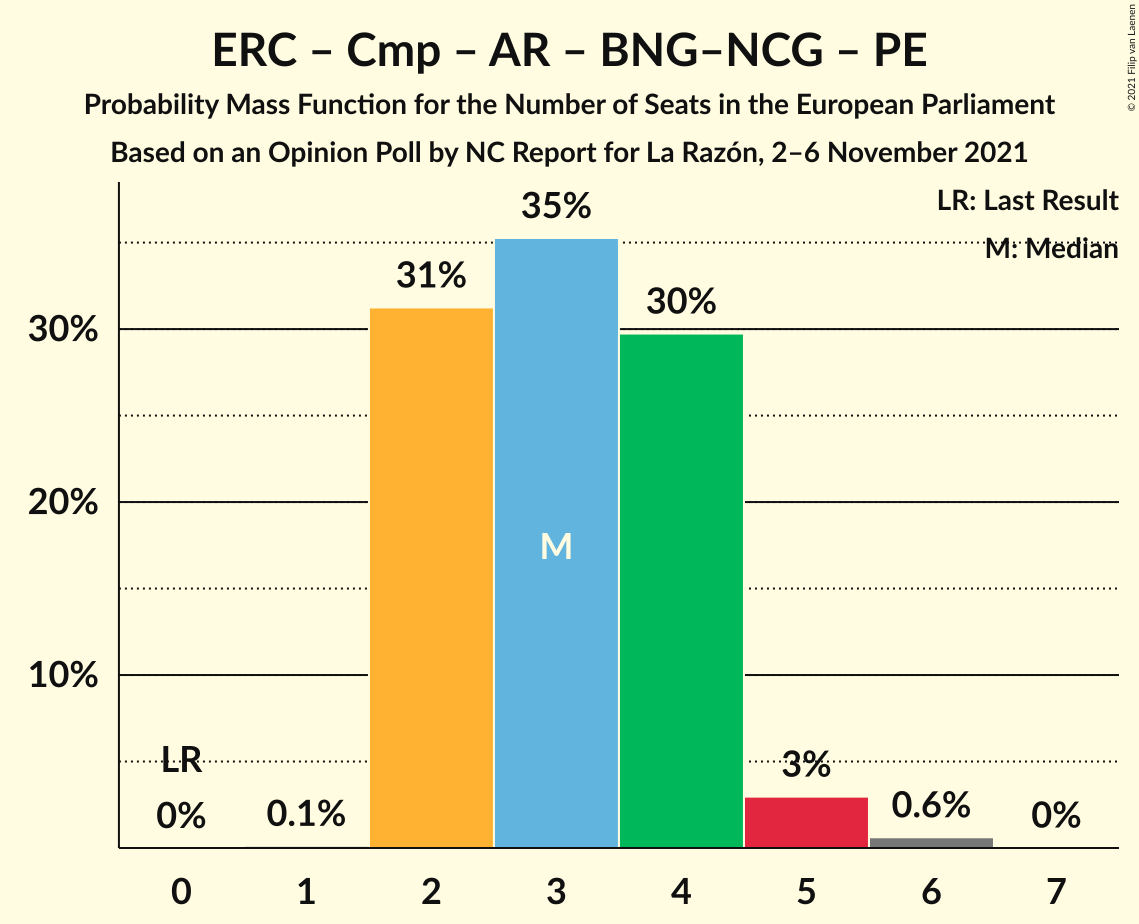 ERC – Cmp – AR – BNG–NCG – PE
Probability Mass Function for the Number of Seats in the European Parliament
Based on an Opinion Poll by NC Report for La Razón, 2–6 November 2021
© 2021 Filip van Laenen
LR: Last Result
M: Median
35%
31%
30%
30%
M
20%
10%
LR
0%
0.1%
3%
0.6%
0%
0 1 2 3 4 5 6 7